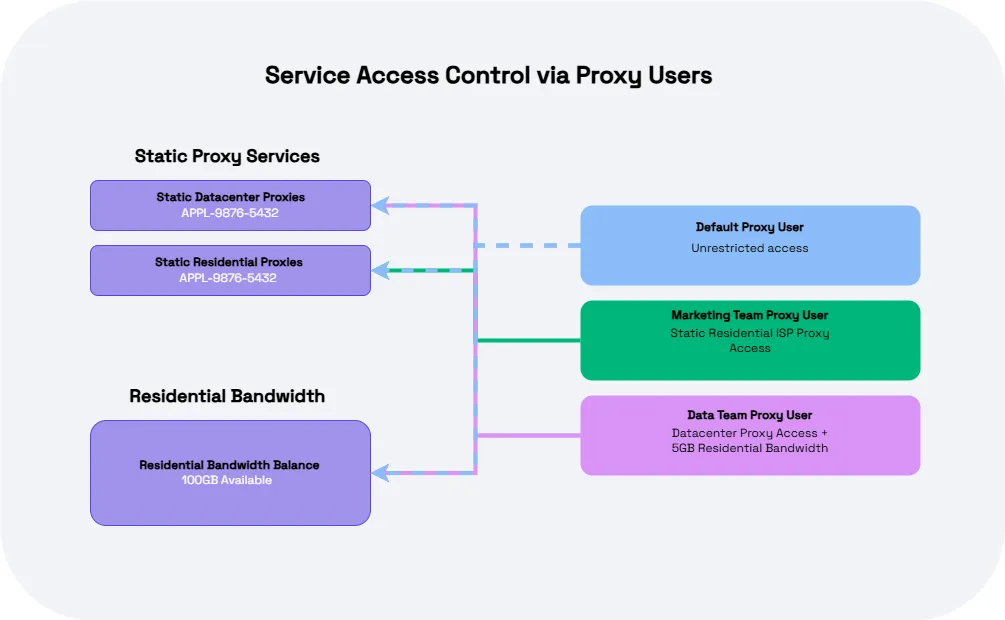 Service Access Control via Proxy Users
Static Proxy Services
Static Datacenter Proxies
APPL-9876-5432
Static Residential Proxies
APPL-9876-5432
Residential Bandwidth
Residential Bandwidth Balance
100GB Available
Default Proxy User
Unrestricted access
Marketing Team Proxy User
Static Residential ISP Proxy
Access
Data Team Proxy User
Datacenter Proxy Access +
5GB Residential Bandwidth